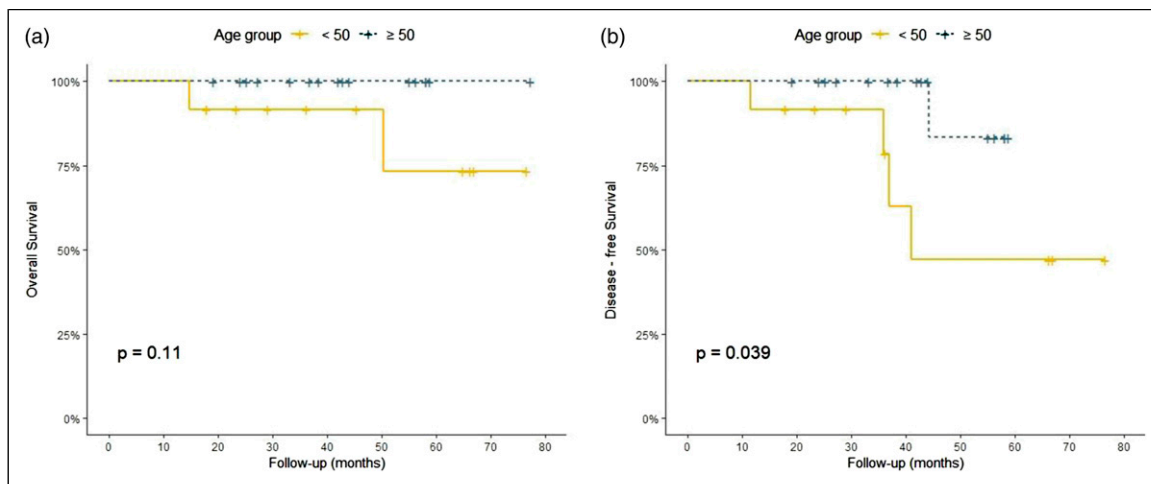 (a)
Age group < 50 ≥ 50
100%
75%
50%
25%
0%
Overall Survival
p = 0.11
0 10 20 30 40 50 60 70 80
Follow-up (months)
(b)
Age group < 50 ≥ 50
100%
75%
50%
25%
0%
Disease - free Survival
p = 0.039
0 10 20 30 40 50 60 70 80
Follow-up (months)